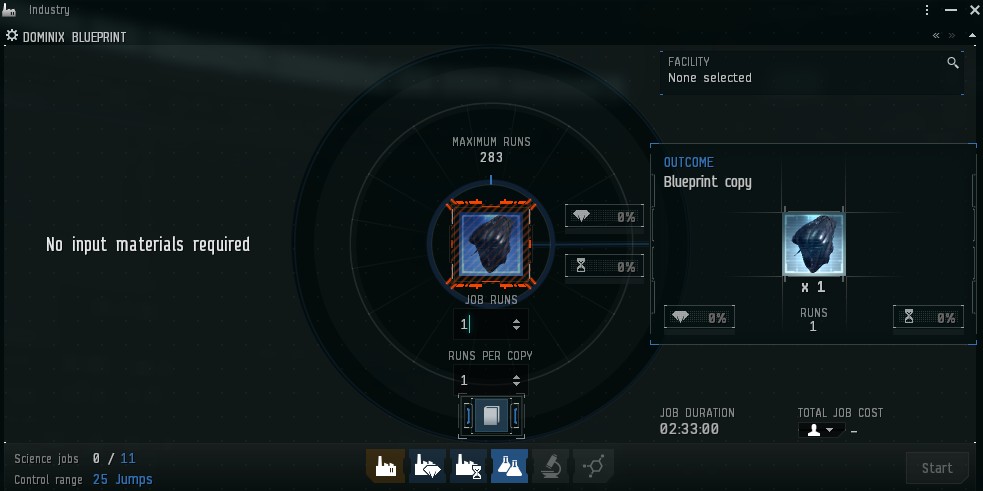 Industry
DOMINIX BLUEPRINT
FACILITY
None selected
MAXIMUM RUNS
283
OUTCOME
Blueprint copy
0%
No input materials required
0%
x 1
JOB RUNS
1
0%
RUNS
1
0%
RUNS PER COPY
1
JOB DURATION
02:33:00
TOTAL JOB COST
–
Science jobs 0 / 11
Control range 25 Jumps
Start